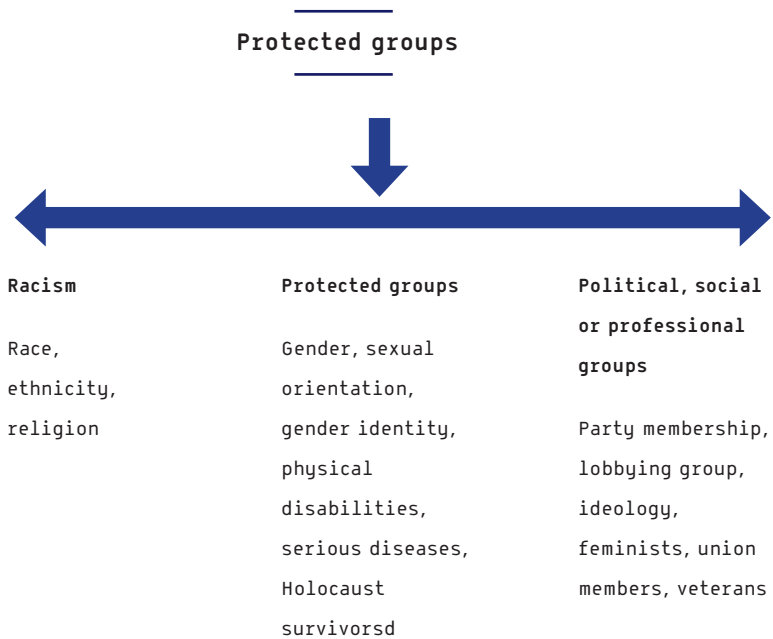 Protected groups
Racism
Race,
ethnicity,
religion
Protected groups
Gender, sexual
orientation,
gender identity,
physical
disabilities,
serious diseases,
Holocaust
survivorsd
Political, social
or professional
groups
Party membership,
lobbying group,
ideology,
feminists, union
members, veterans